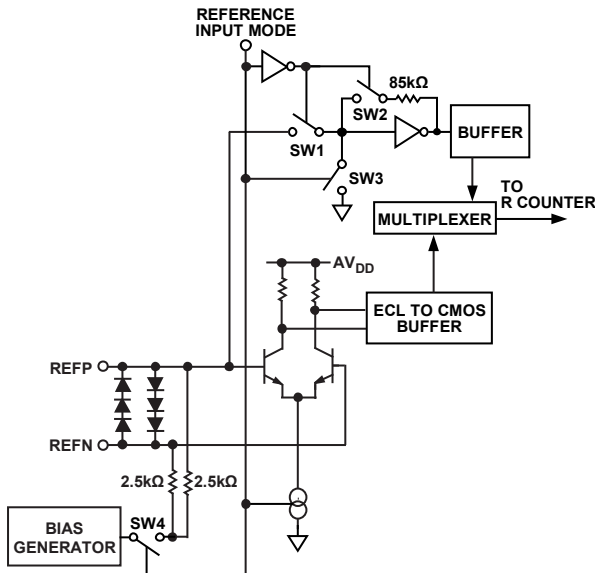 REFERENCE
INPUT MODE
85kΩ
SW2
BUFFER
SW1
SW3
TO
R COUNTER
MULTIPLEXER
AVDD
ECL TO CMOS
BUFFER
REFP
REFN
2.5kΩ
2.5kΩ
BIAS
GENERATOR
SW4